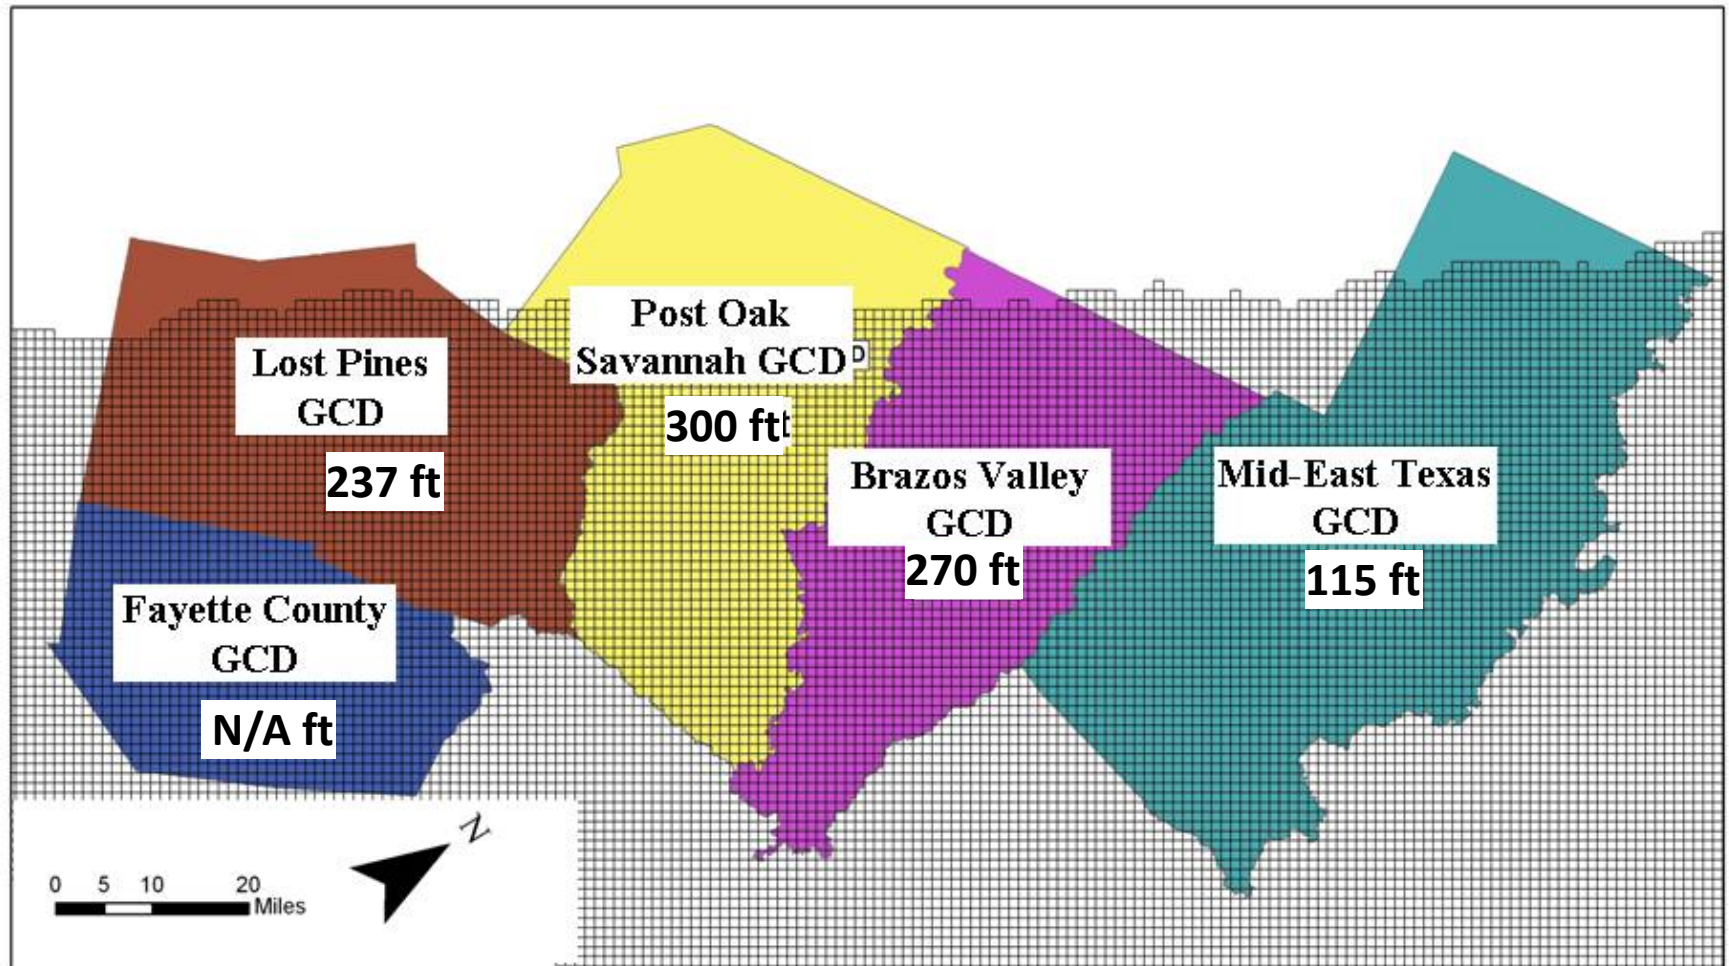 Post Oak
Savannah GCD
D
300 ft
Lost Pines
GCD
237 ft
Brazos Valley
GCD
270 ft
Mid-East Texas
GCD
115 ft
Fayette County
GCD
N/A ft
N
0 5 10 20
Miles